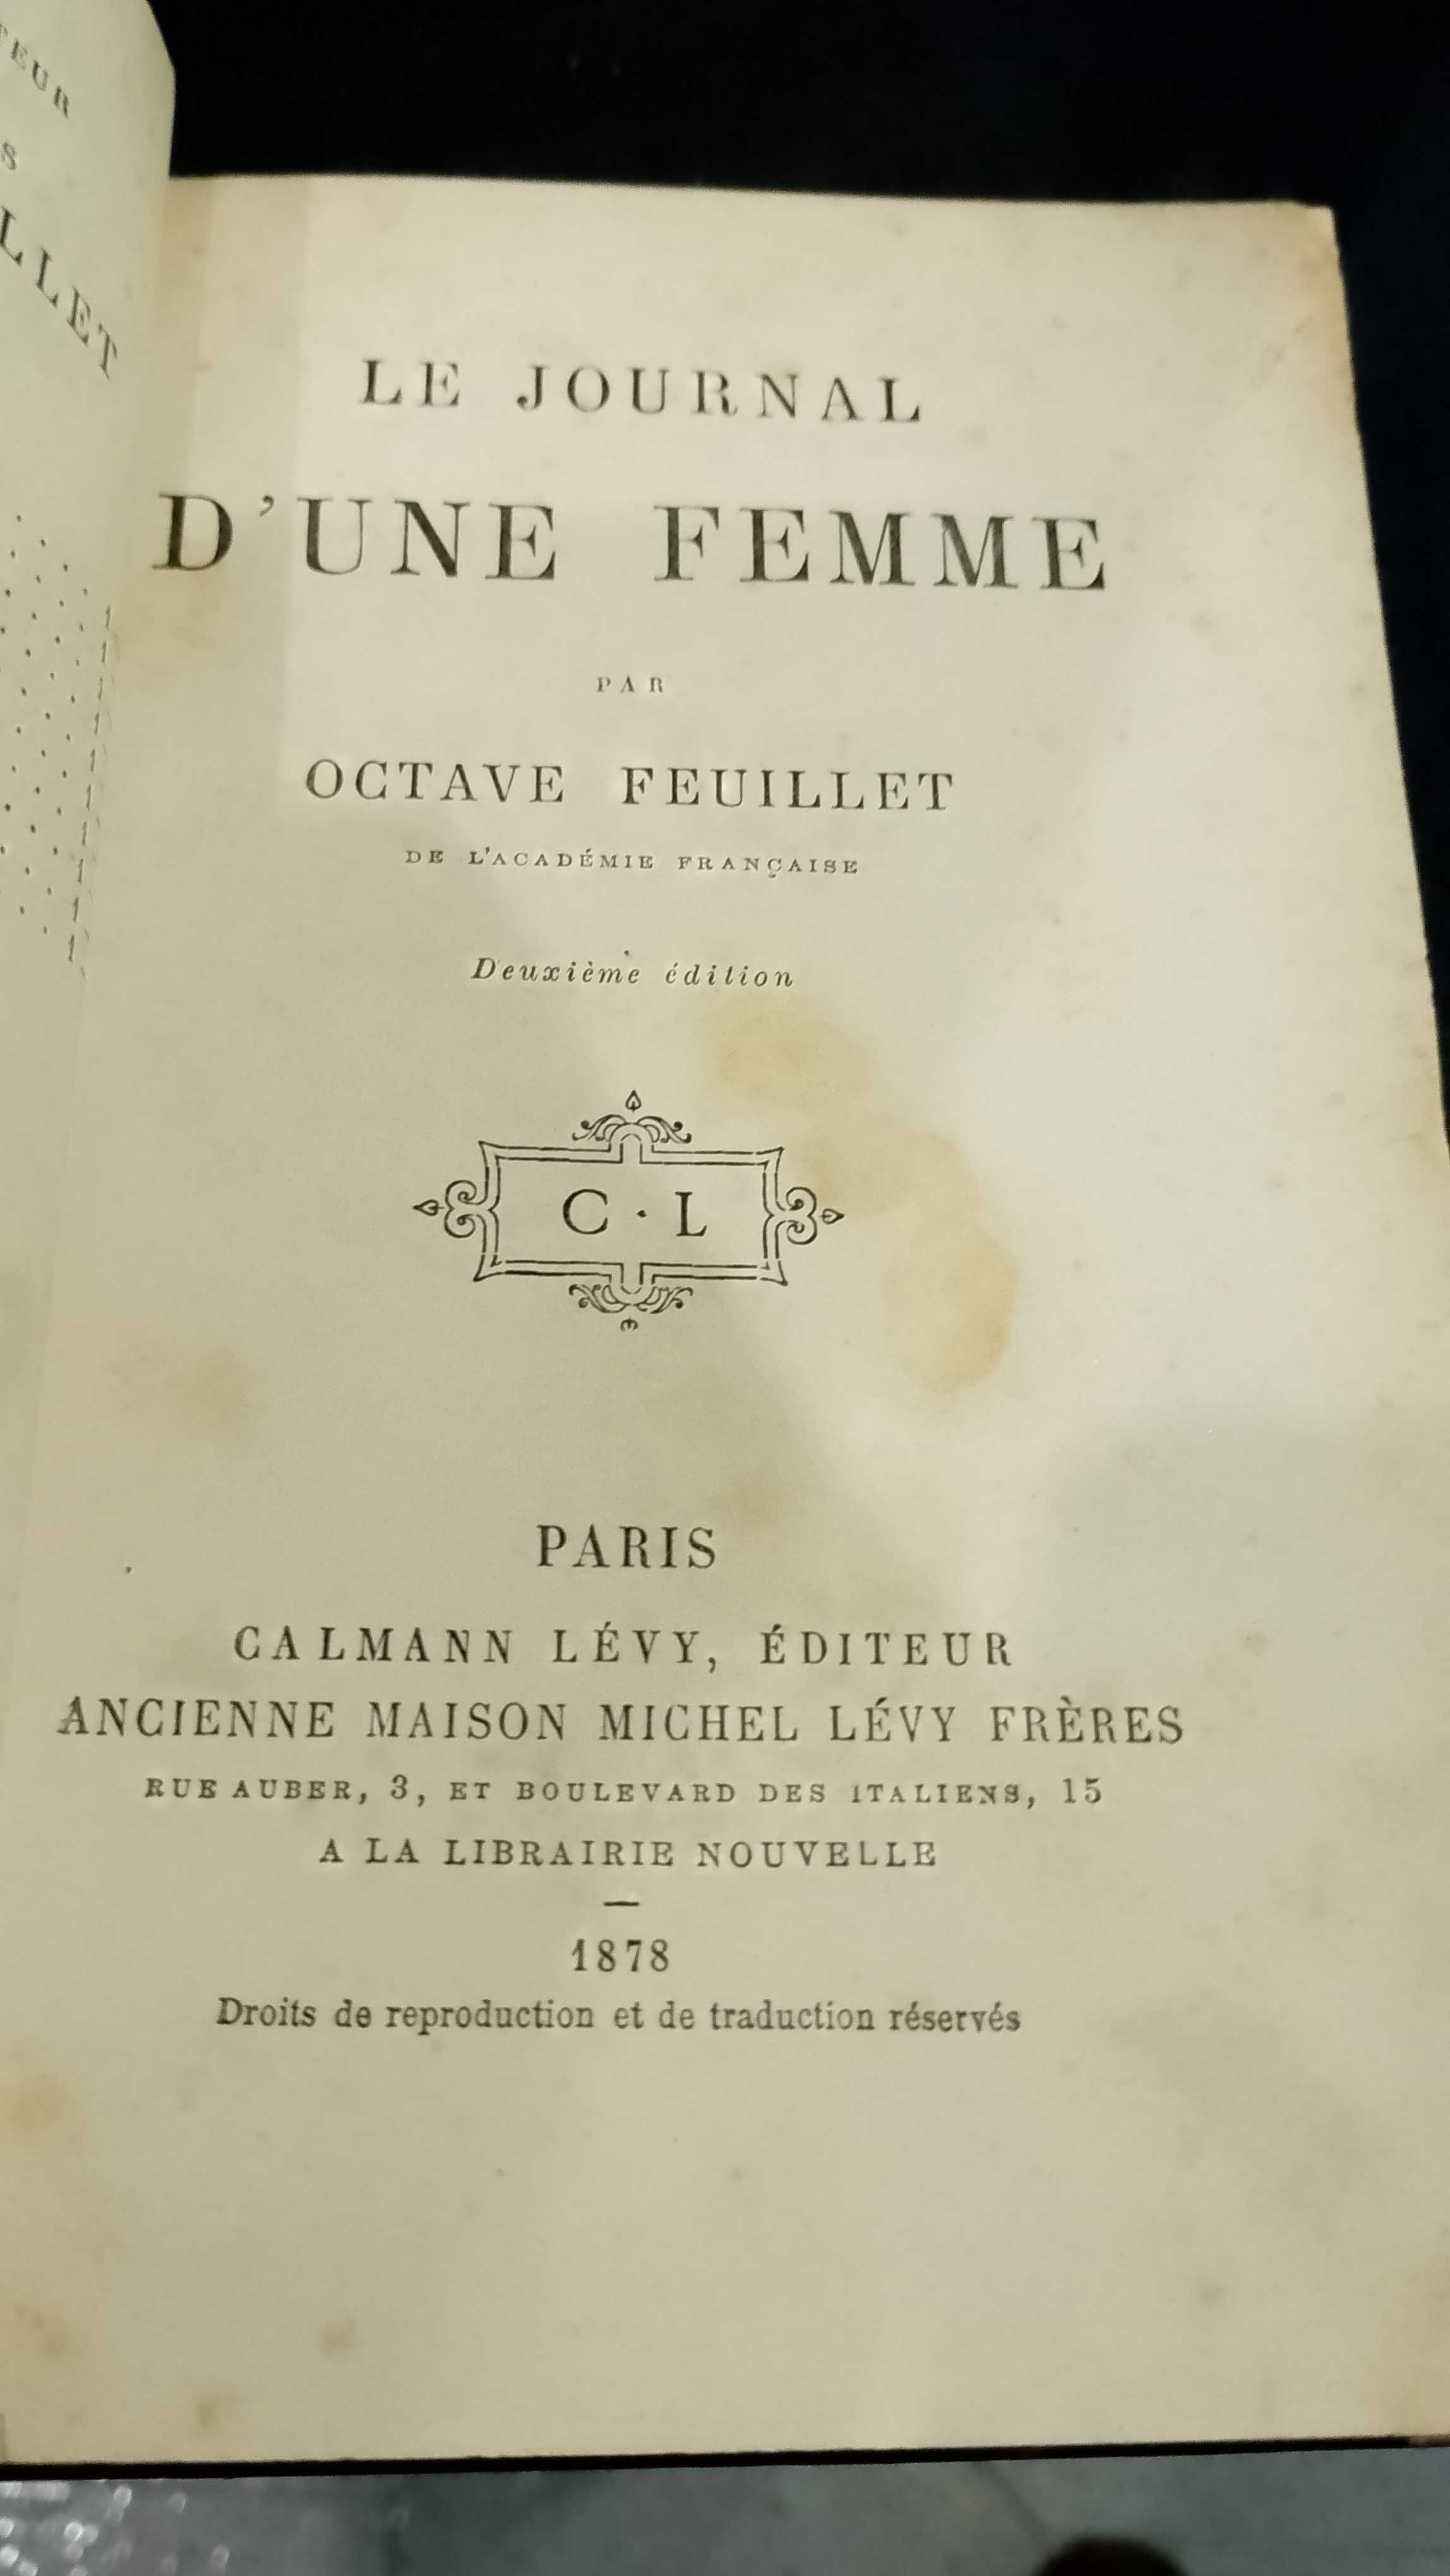 TEUR
S
LLET
LE JOURNAL
D'UNE FEMME
PAR
OCTAVE FEUILLET
DE L'ACADÉMIE FRANÇAISE
Deuxième édition
C · L
PARIS
CALMANN LÉVY, ÉDITEUR
ANCIENNE MAISON MICHEL LÉVY FRÈRES
RUE AUBER, 3, ET BOULEVARD DES ITALIENS, 15
A LA LIBRAIRIE NOUVELLE
—
1878
Droits de reproduction et de traduction réservés